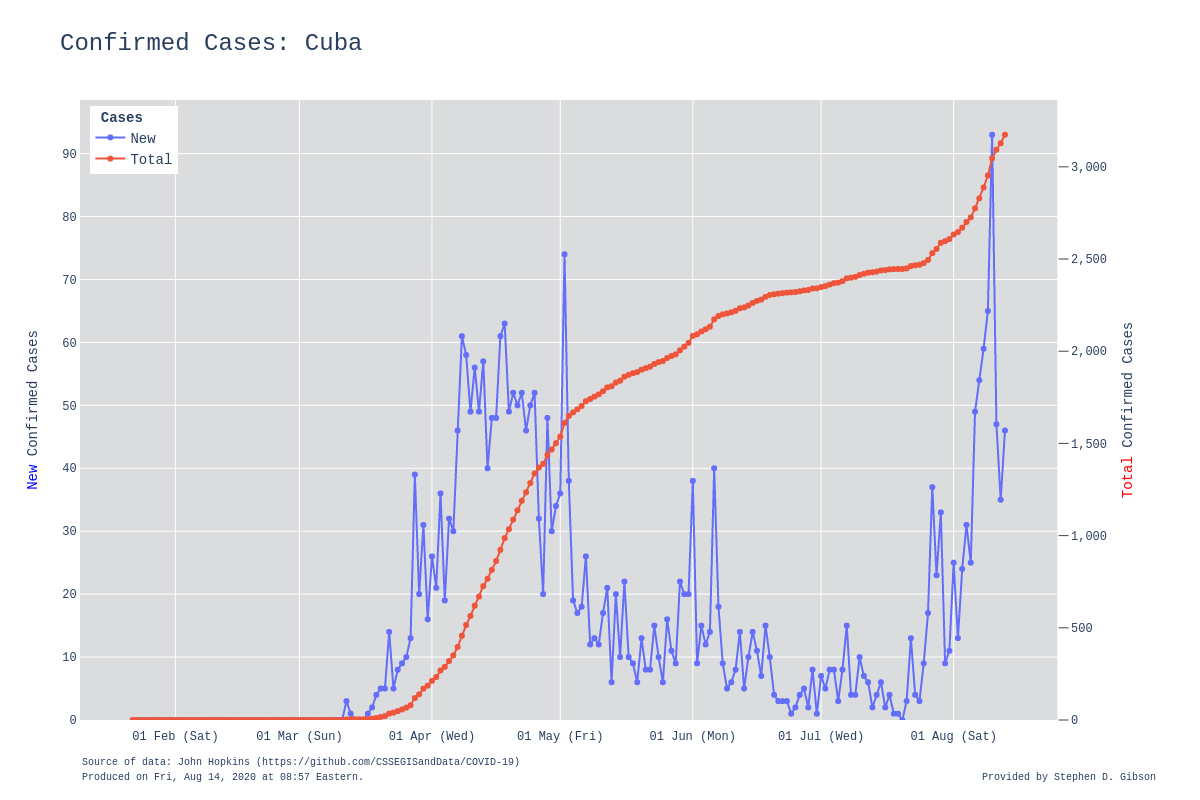 Confirmed Cases: Cuba
Cases
New
Total
90
80
70
60
50
40
30
20
10
0
New Confirmed Cases
3,000
2,500
2,000
1,500
1,000
500
0
Total Confirmed Cases
01 Feb (Sat)
01 Mar (Sun)
01 Apr (Wed)
01 May (Fri)
01 Jun (Mon)
01 Jul (Wed)
01 Aug (Sat)
Source of data: John Hopkins (https://github.com/CSSEGISandData/COVID-19)
Produced on Fri, Aug 14, 2020 at 08:57 Eastern.
Provided by Stephen D. Gibson